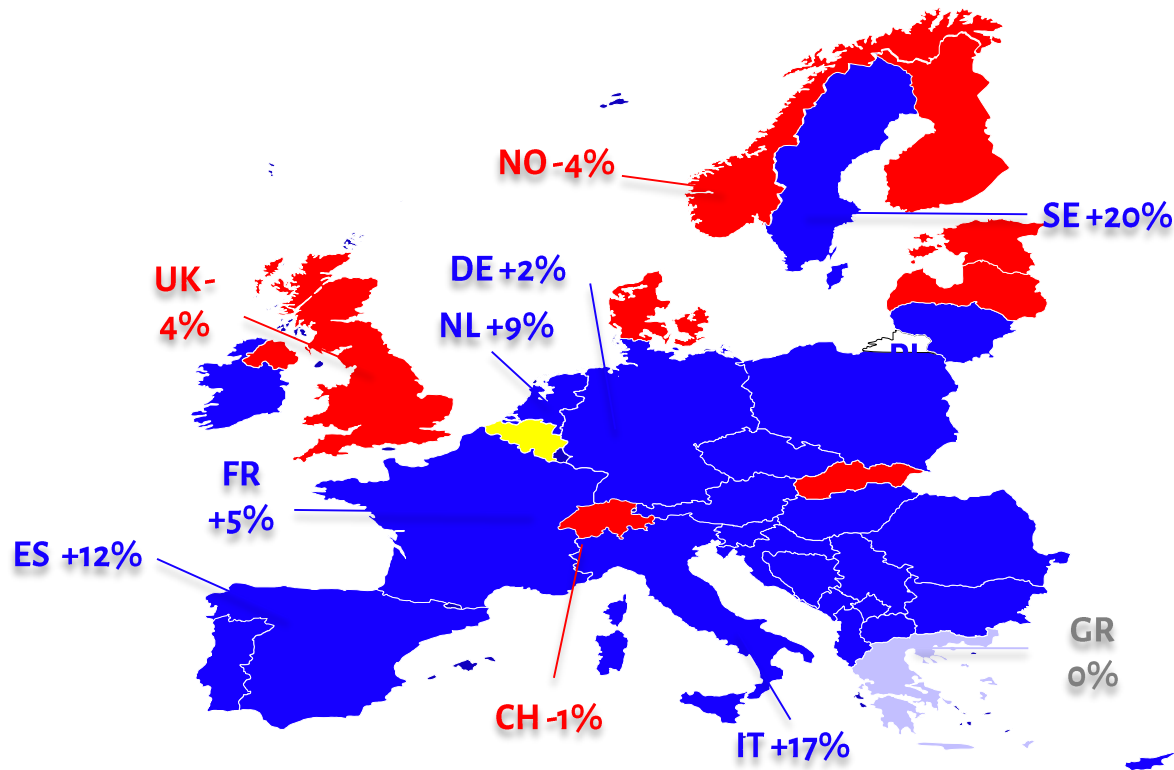 NO -4%
SE +20%
UK -
4%
DE +2%
NL +9%
FR
+5%
ES +12%
GR
0%
CH -1%
IT +17%